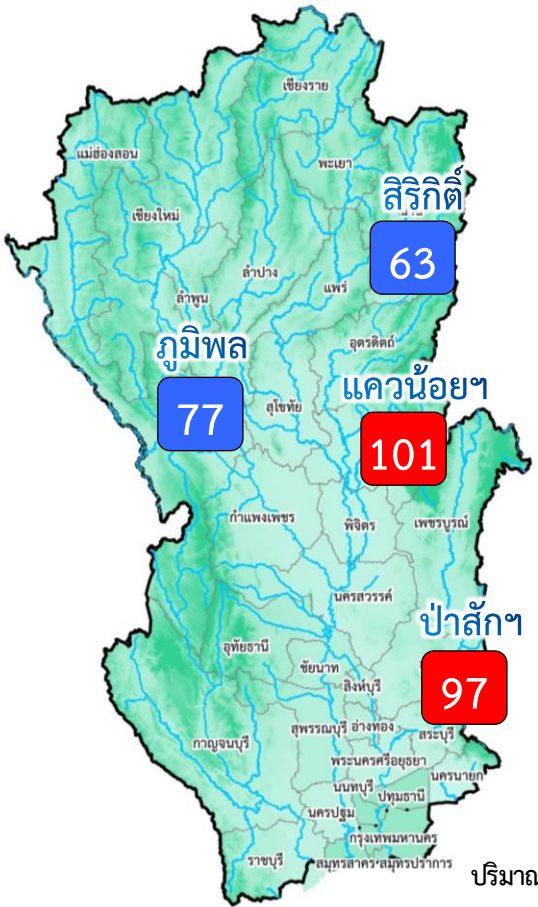 เชียงราย
แม่ฮ่องสอน
พะเยา
สิริกิติ์
เชียงใหม่
63
ลำปาง
ลำพูน
แพร่
ภูมิพล
อุตรดิตถ์
77
สุโขทัย
แควน้อยฯ
101
กำแพงเพชร
พิจิตร
เพชรบูรณ์
นครสวรรค์
ป่าสักฯ
อุทัยธานี
ชัยนาท
สิงห์บุรี
97
สุพรรณบุรี
อ่างทอง
สระบุรี
กาญจนบุรี
พระนครศรีอยุธยา
นครนายก
นนทบุรี
ปทุมธานี
นครปฐม
กรุงเทพมหานคร
ราชบุรี
สมุทรสาคร
สมุทรปราการ
ปริมาณ